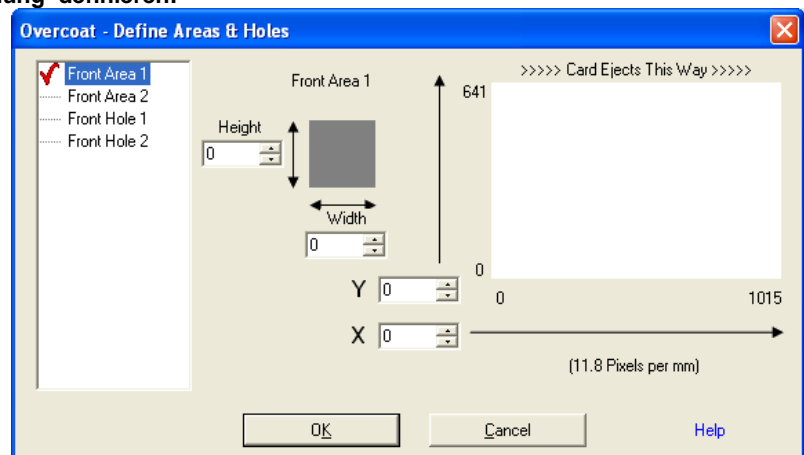 definieren:
Overcoat - Define Areas & Holes
Front Area 1
Front Area 2
Front Hole 1
Front Hole 2
Front Area 1
Height
0
Width
0
Y 0
X 0
>>>>> Card Ejects This Way >>>>>
641
0
0 1015
(11.8 Pixels per mm)
OK Cancel Help